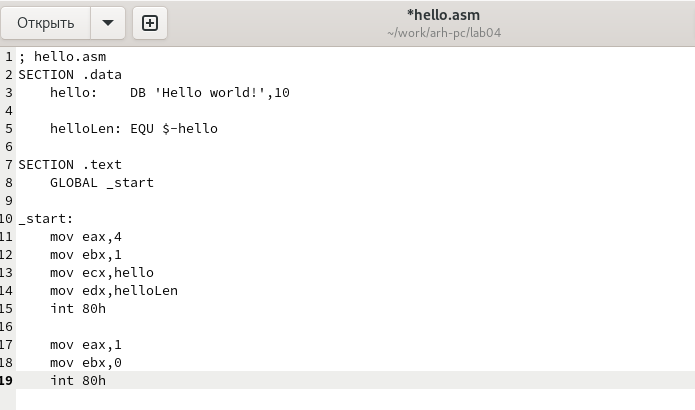 Открыть
*hello.asm
~/work/arh-pc/lab04
1 ; hello.asm
2 SECTION .data
3     hello:    DB 'Hello world!',10
4
5     helloLen: EQU $-hello
6
7 SECTION .text
8     GLOBAL _start
9
10 _start:
11     mov eax,4
12     mov ebx,1
13     mov ecx,hello
14     mov edx,helloLen
15     int 80h
16
17     mov eax,1
18     mov ebx,0
19     int 80h